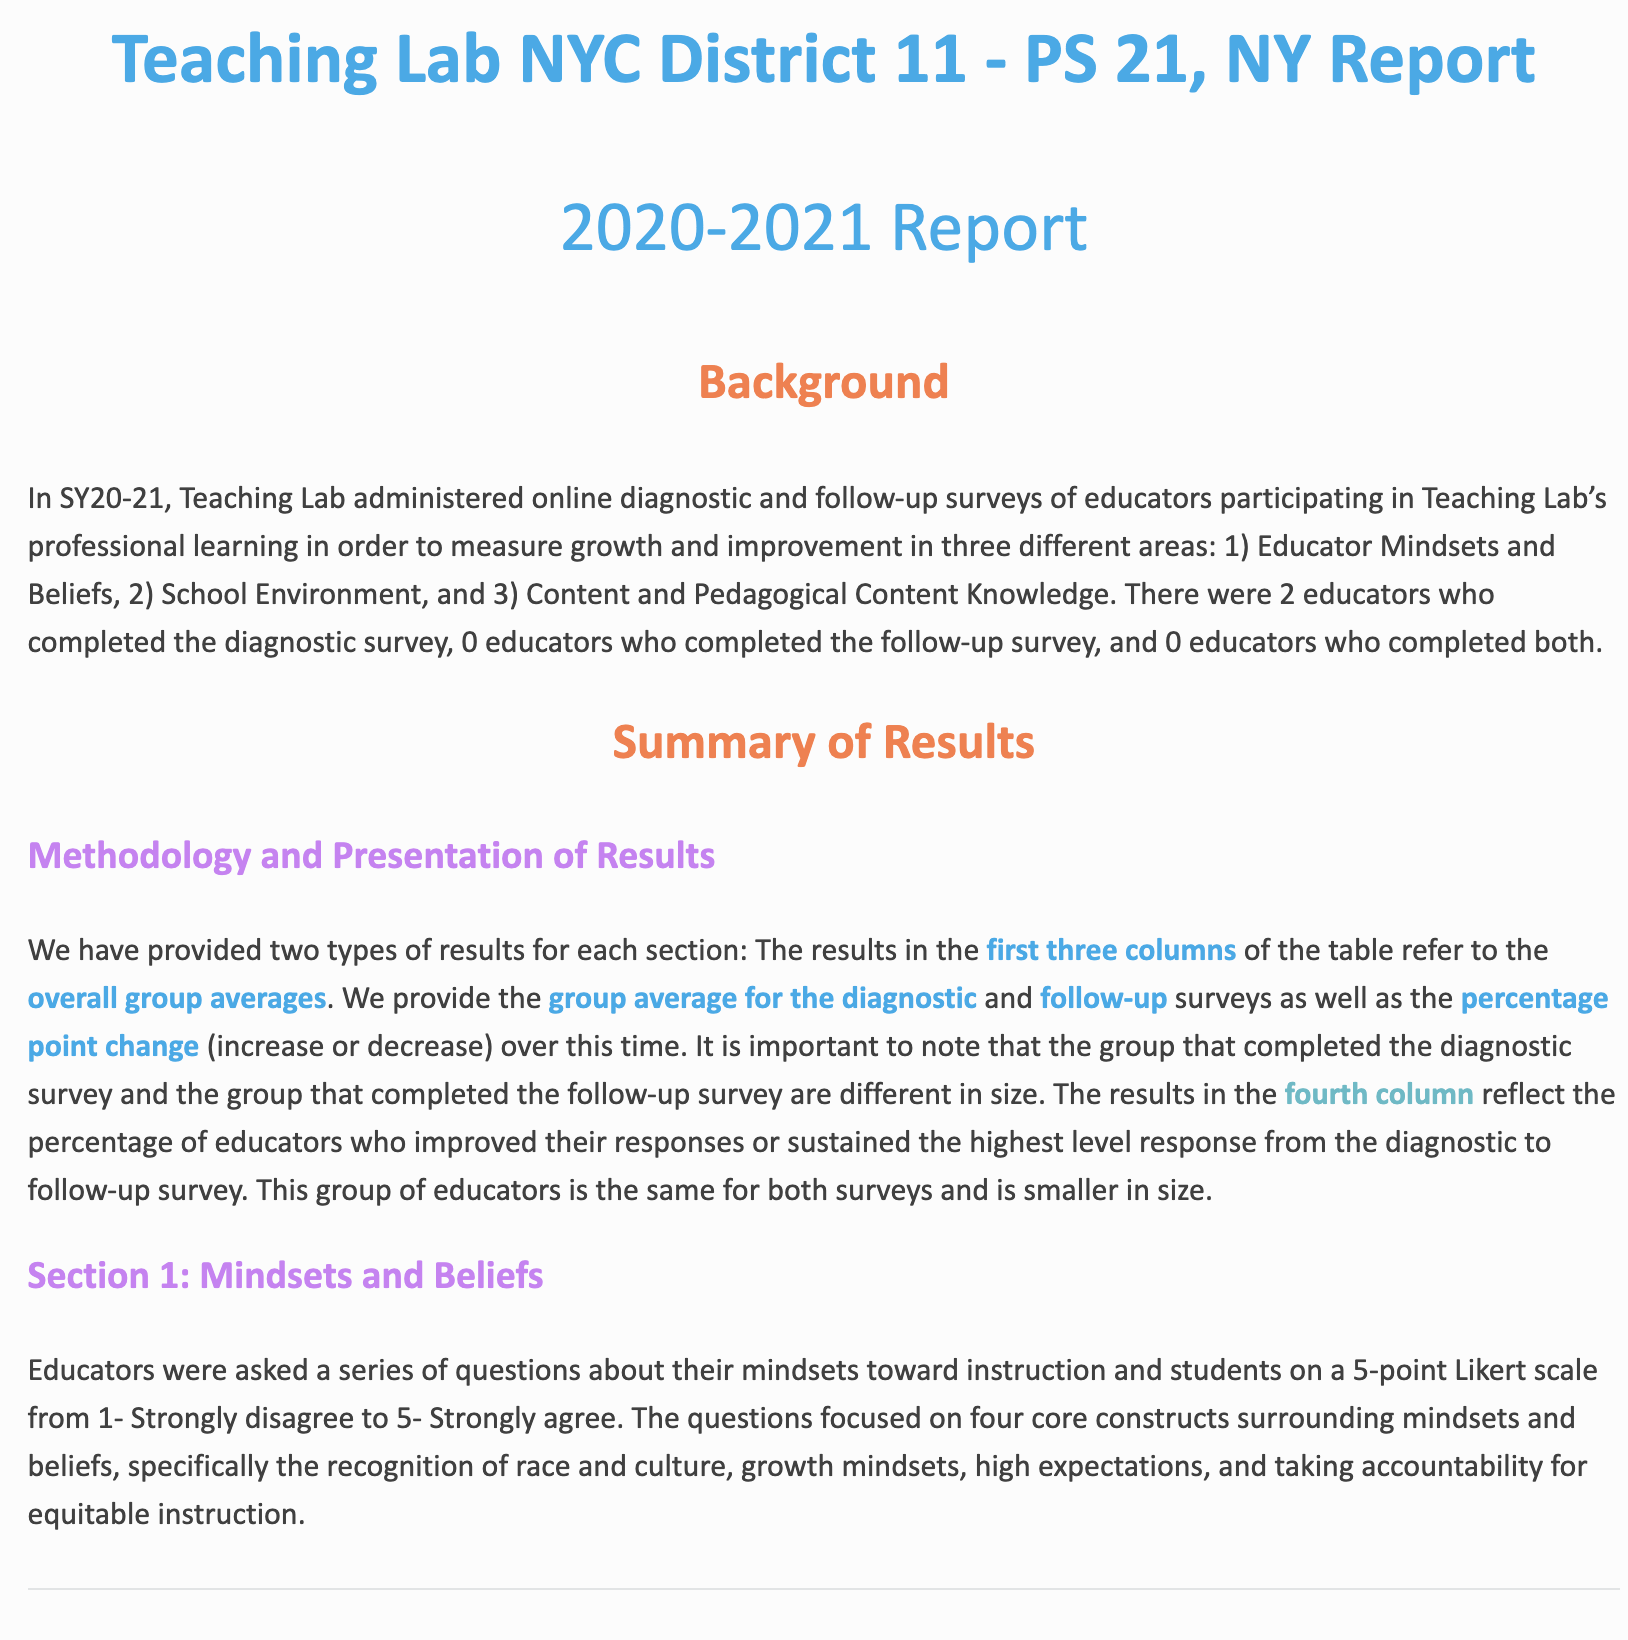 Teaching Lab NYC District 11 - PS 21, NY Report
2020-2021 Report
Background
In SY20-21, Teaching Lab administered online diagnostic and follow-up surveys of educators participating in Teaching Lab’s
professional learning in order to measure growth and improvement in three different areas: 1) Educator Mindsets and
Beliefs, 2) School Environment, and 3) Content and Pedagogical Content Knowledge. There were 2 educators who
completed the diagnostic survey, 0 educators who completed the follow-up survey, and 0 educators who completed both.
Summary of Results
Methodology and Presentation of Results
We have provided two types of results for each section: The results in the first three columns of the table refer to the
overall group averages. We provide the group average for the diagnostic and follow-up surveys as well as the percentage
point change (increase or decrease) over this time. It is important to note that the group that completed the diagnostic
survey and the group that completed the follow-up survey are different in size. The results in the fourth column reflect the
percentage of educators who improved their responses or sustained the highest level response from the diagnostic to
follow-up survey. This group of educators is the same for both surveys and is smaller in size.
Section 1: Mindsets and Beliefs
Educators were asked a series of questions about their mindsets toward instruction and students on a 5-point Likert scale
from 1- Strongly disagree to 5- Strongly agree. The questions focused on four core constructs surrounding mindsets and
beliefs, specifically the recognition of race and culture, growth mindsets, high expectations, and taking accountability for
equitable instruction.